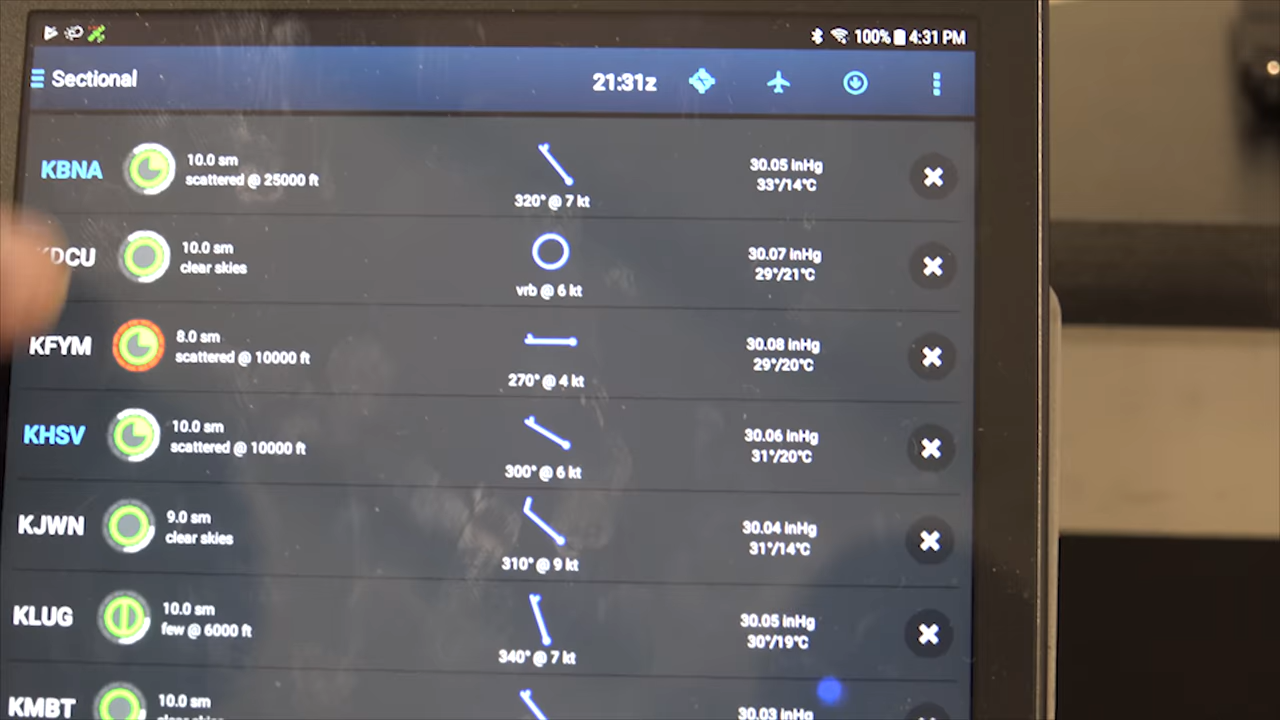 100% 4:31 PM
Sectional 21:31z
KBNA 10.0 sm 30.05 inHg
scattered @ 25000 ft 320° @ 7 kt 33°/14°C
KDCU 10.0 sm 30.07 inHg
clear skies vrb @ 6 kt 29°/21°C
KFYM 8.0 sm 30.08 inHg
scattered @ 10000 ft 270° @ 4 kt 29°/20°C
KHSV 10.0 sm 30.06 inHg
scattered @ 10000 ft 300° @ 6 kt 31°/20°C
KJWN 9.0 sm 30.04 inHg
clear skies 310° @ 9 kt 31°/14°C
KLUG 10.0 sm 30.05 inHg
few @ 6000 ft 340° @ 7 kt 30°/19°C
KMBT 10.0 sm 30.03 inHg
clear skies